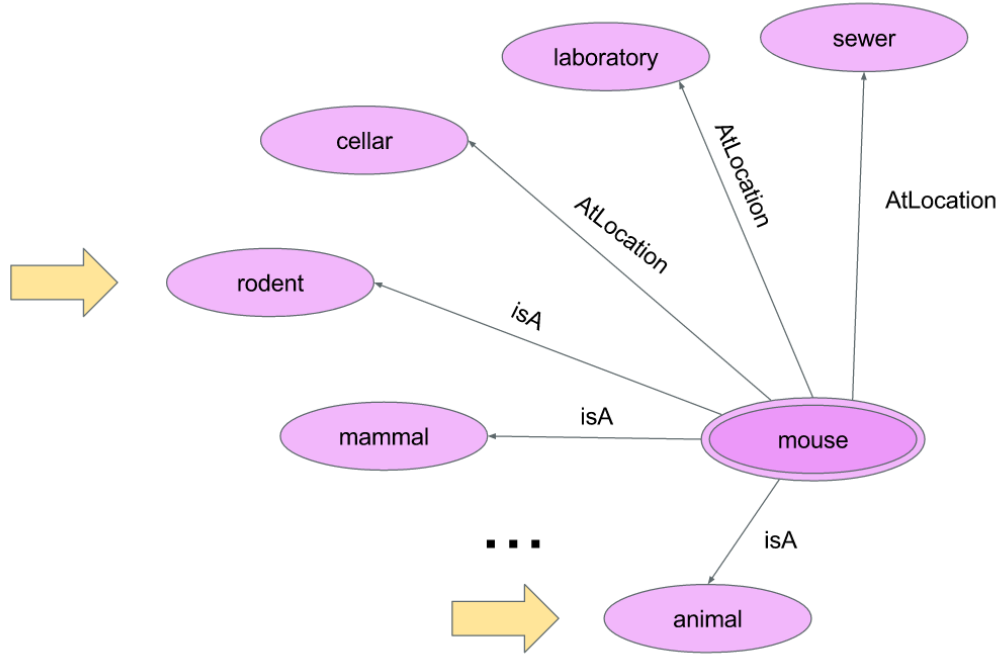 sewer
laboratory
cellar
AtLocation
AtLocation
AtLocation
rodent
isA
isA
mammal
mouse
...
isA
animal